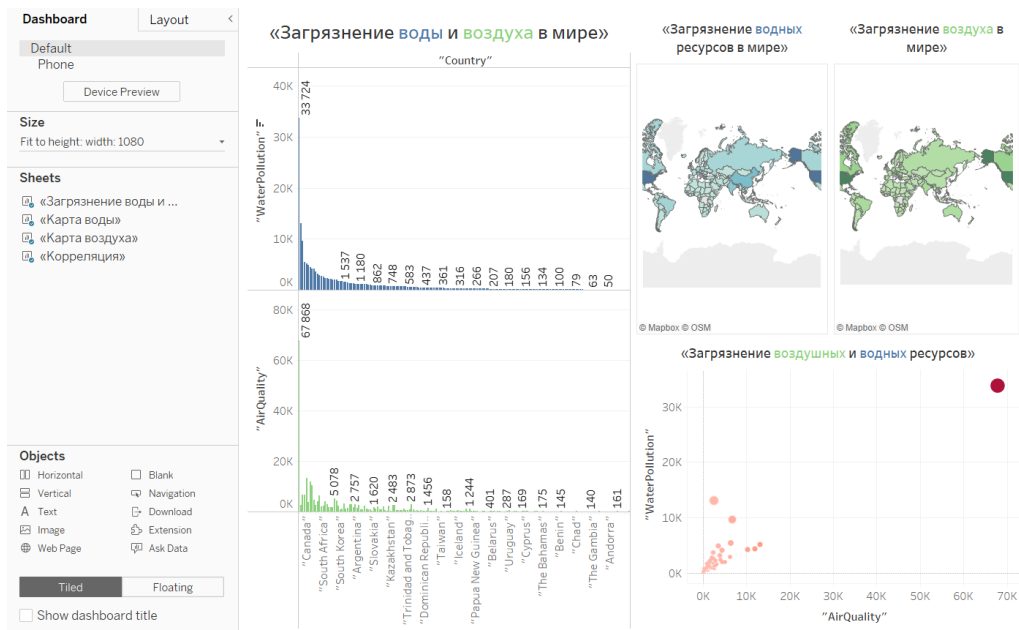 Dashboard
Layout
<
Default
Phone
Device Preview
Size
Fit to height: width: 1080
Sheets
«Загрязнение воды и ...
«Карта воды»
«Карта воздуха»
«Корреляция»
Objects
Horizontal
Blank
Vertical
Navigation
A Text
Download
Image
Extension
Web Page
Ask Data
Tiled
Floating
Show dashboard title
«Загрязнение воды и воздуха в мире»
"Country"
"WaterPollution"
40K
30K
20K
10K
0K
33 724
1 537
1 180
862
748
583
437
361
316
266
207
180
156
134
100
79
63
50
"AirQuality"
80K
60K
40K
20K
0K
67 868
5 078
2 757
1 620
2 483
2 873
1 456
158
1 244
401
287
169
175
145
140
161
"Canada"
"South Africa"
"South Korea"
"Argentina"
"Slovakia"
"Kazakhstan"
"Trinidad and Tobag..
"Dominican Republi..
"Taiwan"
"Iceland"
"Papua New Guinea"
"Belarus"
"Uruguay"
"Cyprus"
"The Bahamas"
"Benin"
"Chad"
"The Gambia"
"Andorra"
«Загрязнение водных
ресурсов в мире»
© Mapbox © OSM
«Загрязнение воздуха в
мире»
© Mapbox © OSM
«Загрязнение воздушных и водных ресурсов»
"WaterPollution"
30K
20K
10K
0K
0K
10K
20K
30K
40K
50K
60K
70K
"AirQuality"